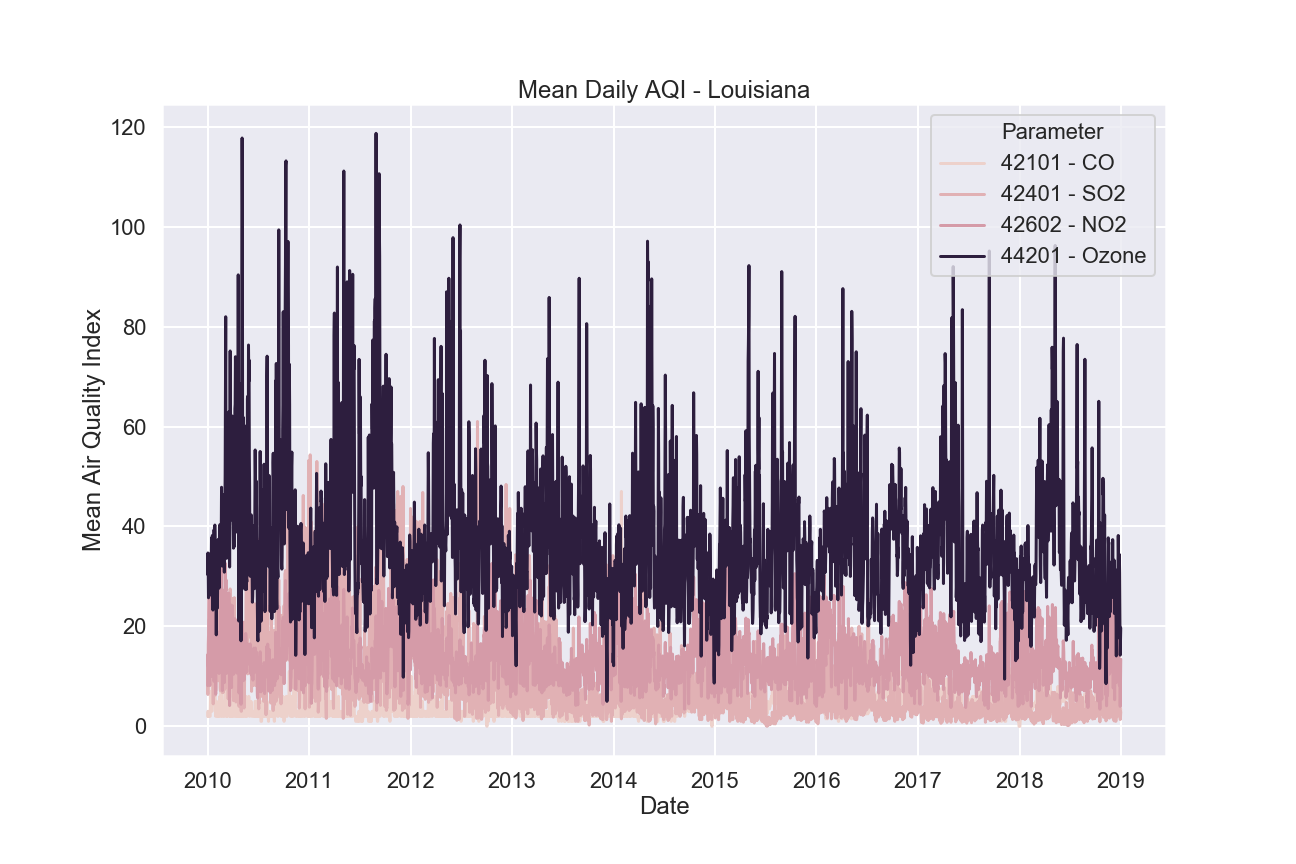 Mean Daily AQI - Louisiana
Parameter
42101 - CO
42401 - SO2
42602 - NO2
44201 - Ozone
Mean Air Quality Index
120
100
80
60
40
20
0
2010 2011 2012 2013 2014 2015 2016 2017 2018 2019
Date